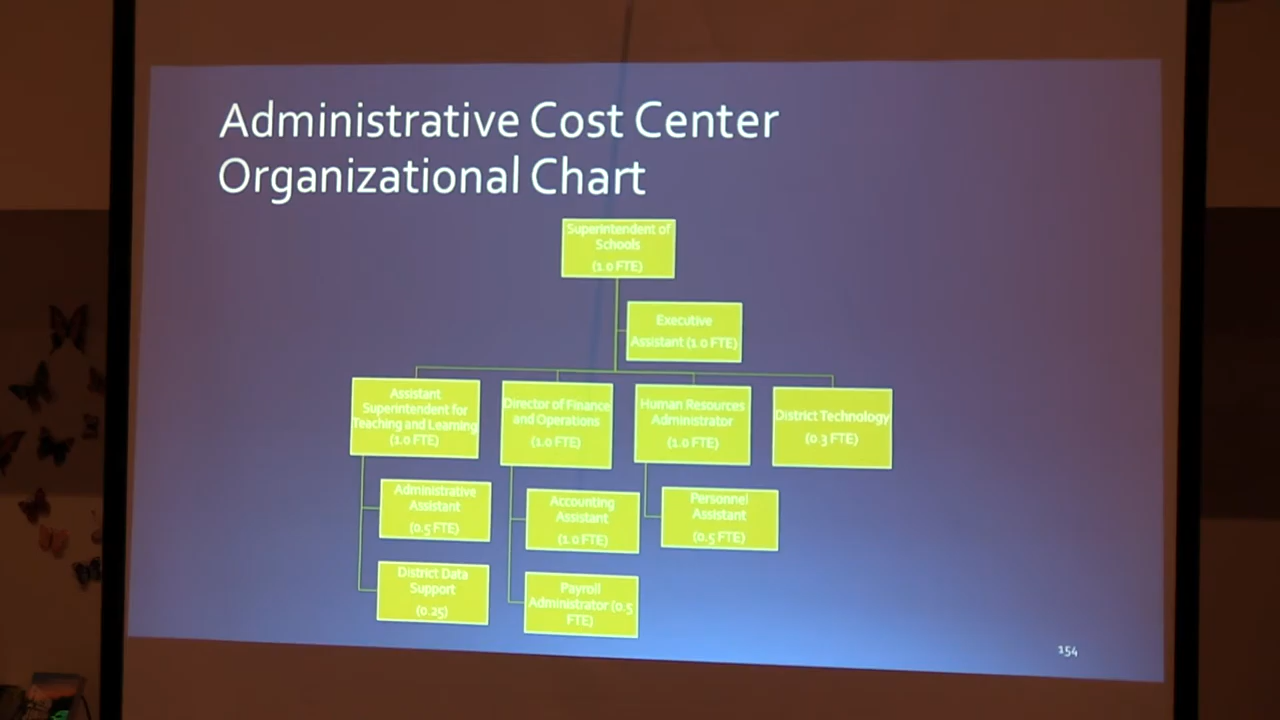 Administrative Cost Center
Organizational Chart
Superintendent of
Schools
(1.0 FTE)
Executive
Assistant (1.0 FTE)
Assistant
Superintendent for
Teaching and Learning
(1.0 FTE)
Director of Finance
and Operations
(1.0 FTE)
Human Resources
Administrator
(1.0 FTE)
District Technology
(0.3 FTE)
Administrative
Assistant
(0.5 FTE)
Accounting
Assistant
(1.0 FTE)
Personnel
Assistant
(0.5 FTE)
District Data
Support
(0.25)
Payroll
Administrator (0.5
FTE)
154